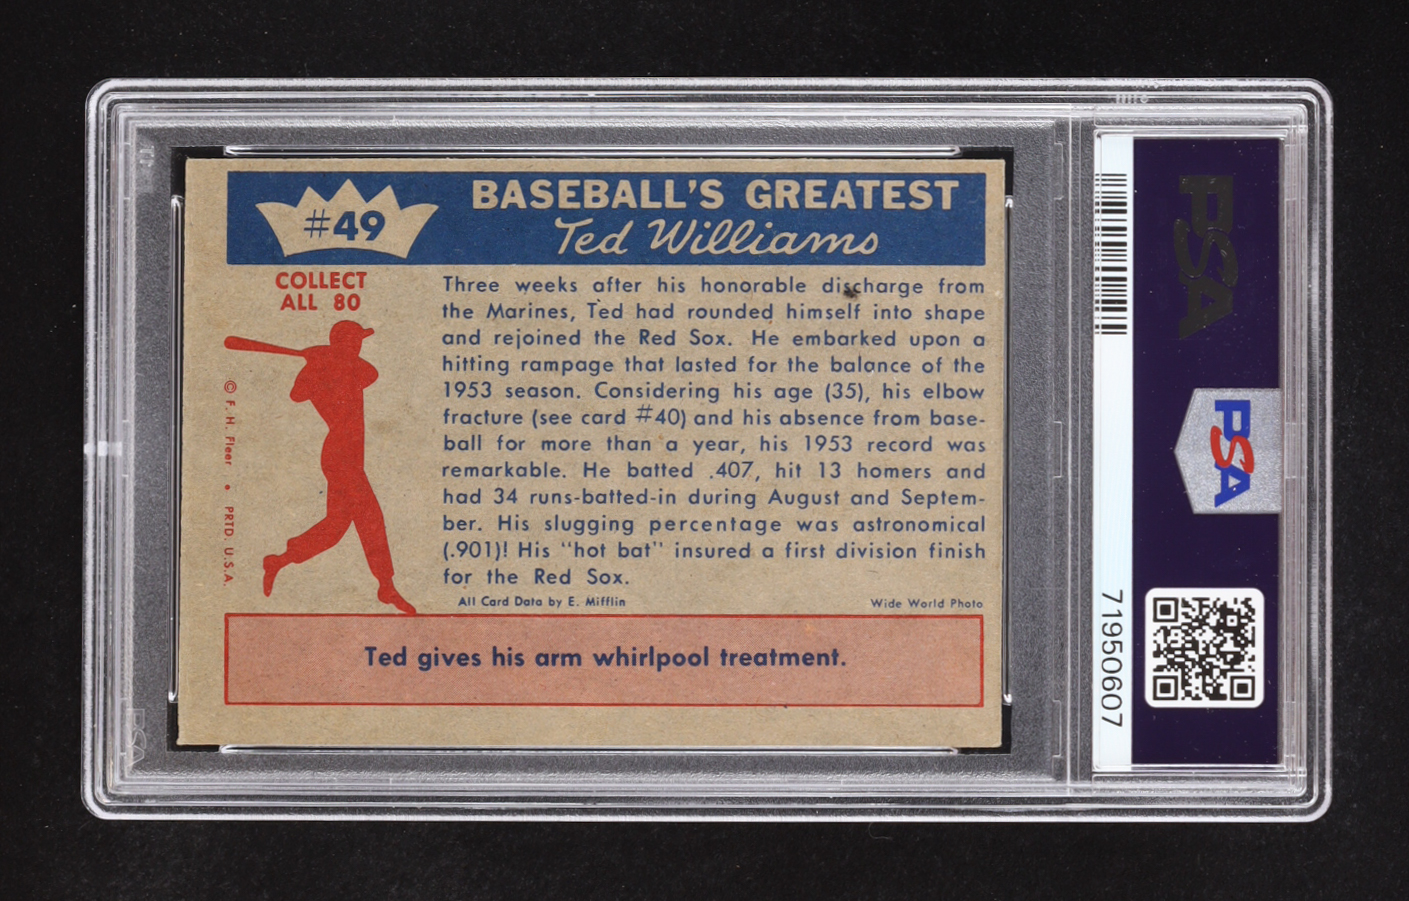 #49
BASEBALL'S GREATEST
Ted Williams
COLLECT
ALL 80
Three weeks after his honorable discharge from
the Marines, Ted had rounded himself into shape
and rejoined the Red Sox. He embarked upon a
hitting rampage that lasted for the balance of the
1953 season. Considering his age (35), his elbow
fracture (see card #40) and his absence from base-
ball for more than a year, his 1953 record was
remarkable. He batted .407, hit 13 homers and
had 34 runs-batted-in during August and Septem-
ber. His slugging percentage was astronomical
(.901)! His "hot bat" insured a first division finish
for the Red Sox.
All Card Data by E. Mifflin
Wide World Photo
© F. H. Fleer • PRTD. U.S.A.
Ted gives his arm whirlpool treatment.
PSA
PSA
71950607